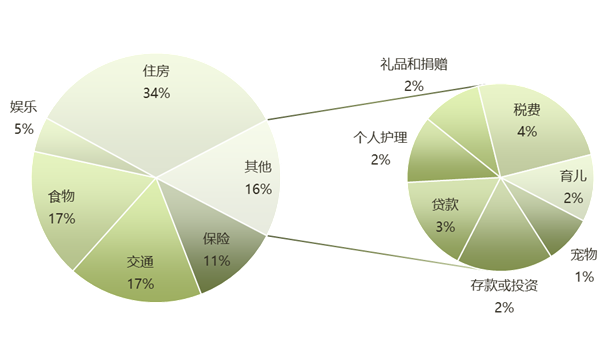 住房
34%
其他
16%
保险
11%
交通
17%
食物
17%
娱乐
5%
礼品和捐赠
2%
税费
4%
育儿
2%
宠物
1%
存款或投资
2%
贷款
3%
个人护理
2%